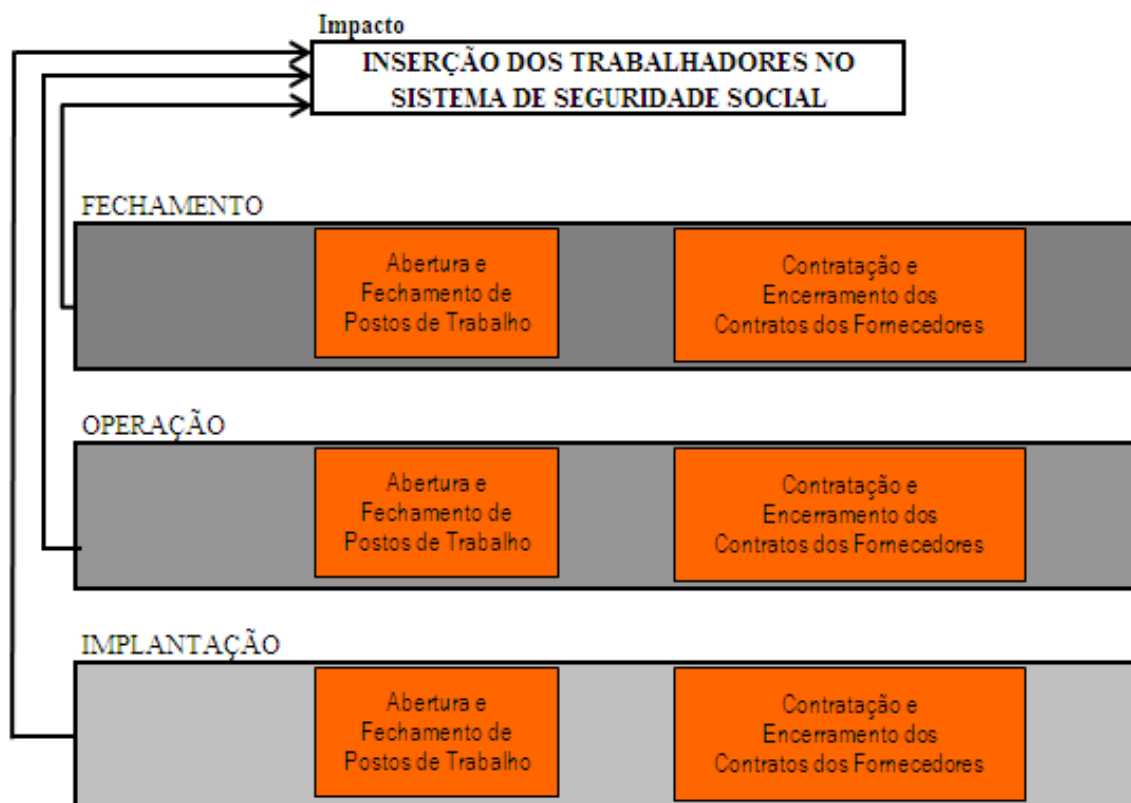 Impacto
INSERÇÃO DOS TRABALHADORES NO
SISTEMA DE SEGURIDADE SOCIAL
FECHAMENTO
Abertura e
Fechamento de
Postos de Trabalho
Contratação e
Encerramento dos
Contratos dos Fornecedores
OPERAÇÃO
Abertura e
Fechamento de
Postos de Trabalho
Contratação e
Encerramento dos
Contratos dos Fornecedores
IMPLANTAÇÃO
Abertura e
Fechamento de
Postos de Trabalho
Contratação e
Encerramento dos
Contratos dos Fornecedores